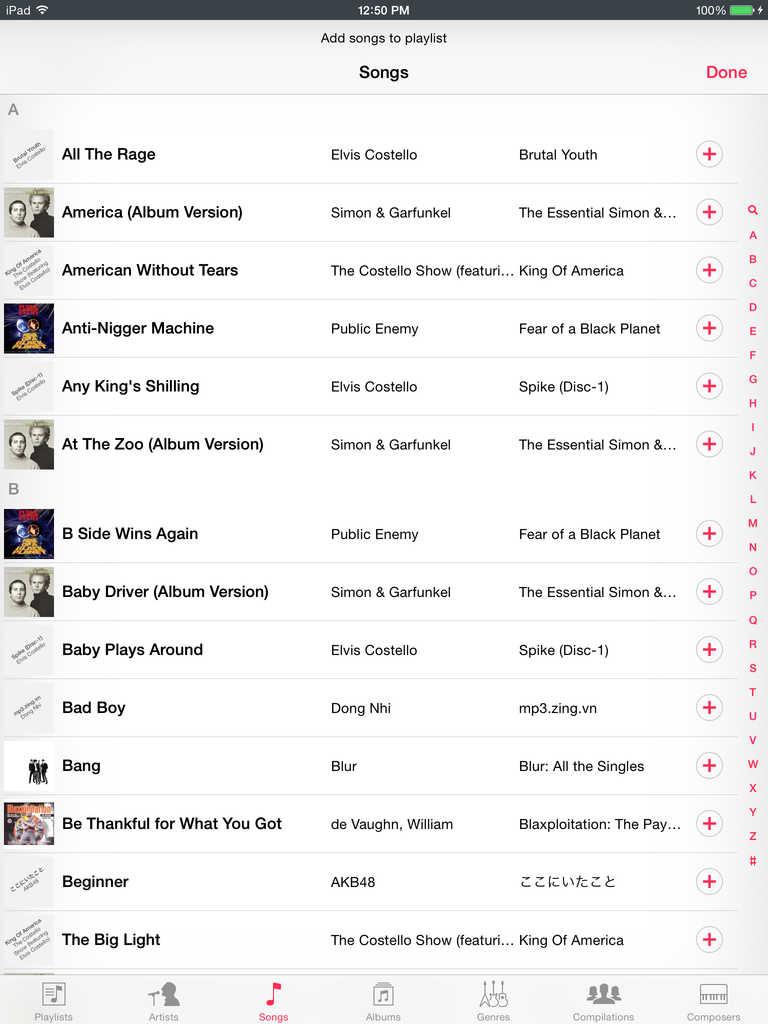 iPad 12:50 PM 100%
Add songs to playlist
Songs Done
A
Brutal Youth
Elvis Costello
All The Rage Elvis Costello Brutal Youth
America (Album Version) Simon & Garfunkel The Essential Simon &…
King Of America
The Costello
Show (featuring
Elvis Costello)
American Without Tears The Costello Show (featuri… King Of America
Anti-Nigger Machine Public Enemy Fear of a Black Planet
Spike (Disc-1)
Elvis Costello
Any King's Shilling Elvis Costello Spike (Disc-1)
At The Zoo (Album Version) Simon & Garfunkel The Essential Simon &…
B
B Side Wins Again Public Enemy Fear of a Black Planet
Baby Driver (Album Version) Simon & Garfunkel The Essential Simon &…
Spike (Disc-1)
Elvis Costello
Baby Plays Around Elvis Costello Spike (Disc-1)
mp3.zing.vn
Dong Nhi
Bad Boy Dong Nhi mp3.zing.vn
Bang Blur Blur: All the Singles
Be Thankful for What You Got de Vaughn, William Blaxploitation: The Pay…
ここにいたこと
AKB48
Beginner AKB48 ここにいたこと
King Of America
The Costello
Show (featuring
Elvis Costello)
The Big Light The Costello Show (featuri… King Of America
A
B
C
D
E
F
G
H
I
J
K
L
M
N
O
P
Q
R
S
T
U
V
W
X
Y
Z
#
Playlists Artists Songs Albums Genres Compilations Composers